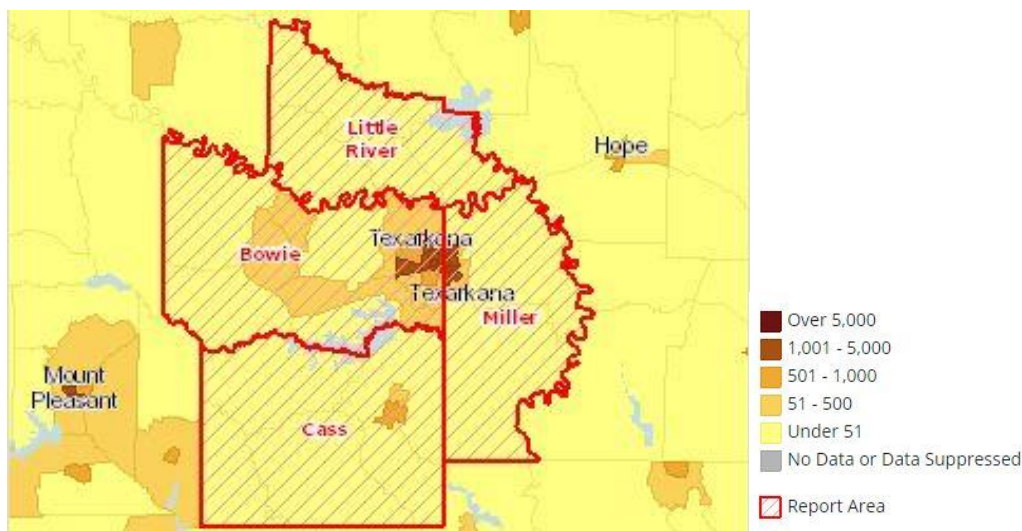 Little
River
Hope
Texarkana
Bowie
Texarkana
Miller
Mount
Pleasant
Cass
Over 5,000
1,001 - 5,000
501 - 1,000
51 - 500
Under 51
No Data or Data Suppressed
Report Area